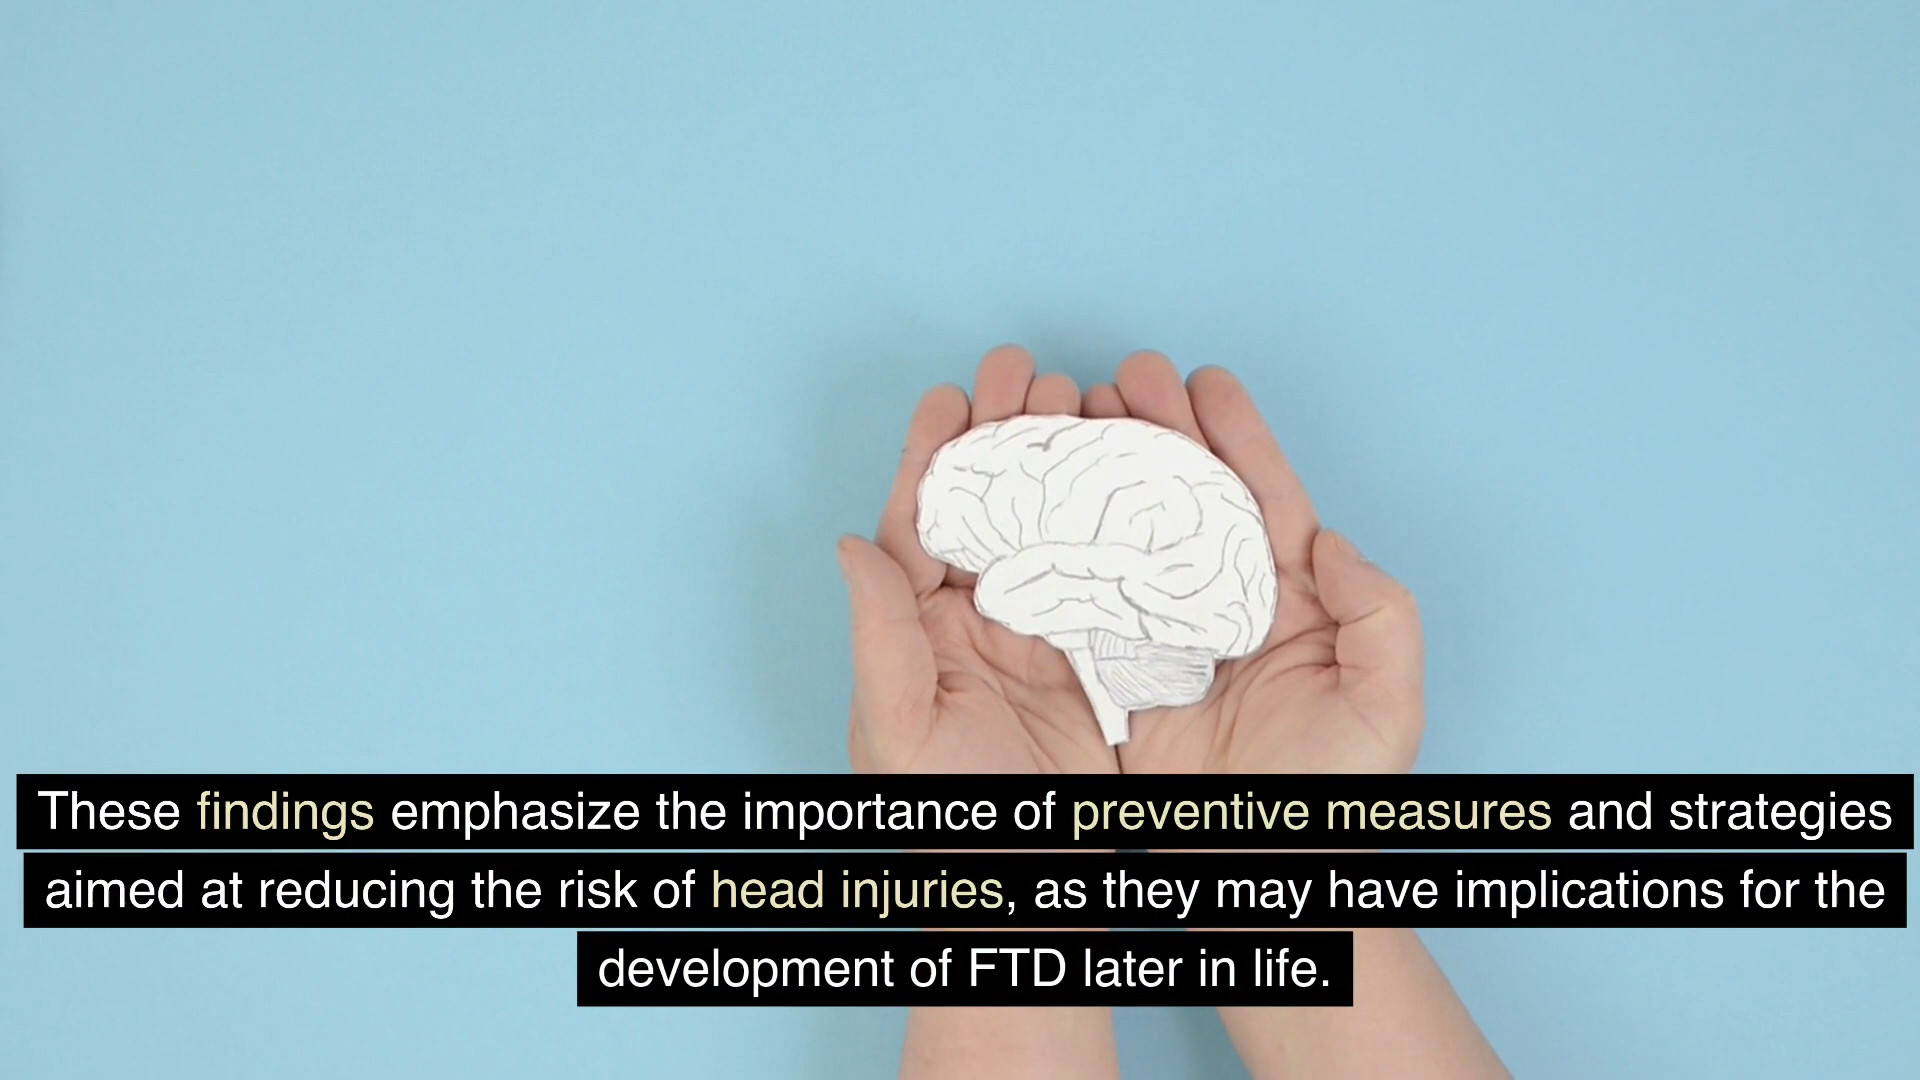 These findings emphasize the importance of preventive measures and strategies
aimed at reducing the risk of head injuries, as they may have implications for the
development of FTD later in life.